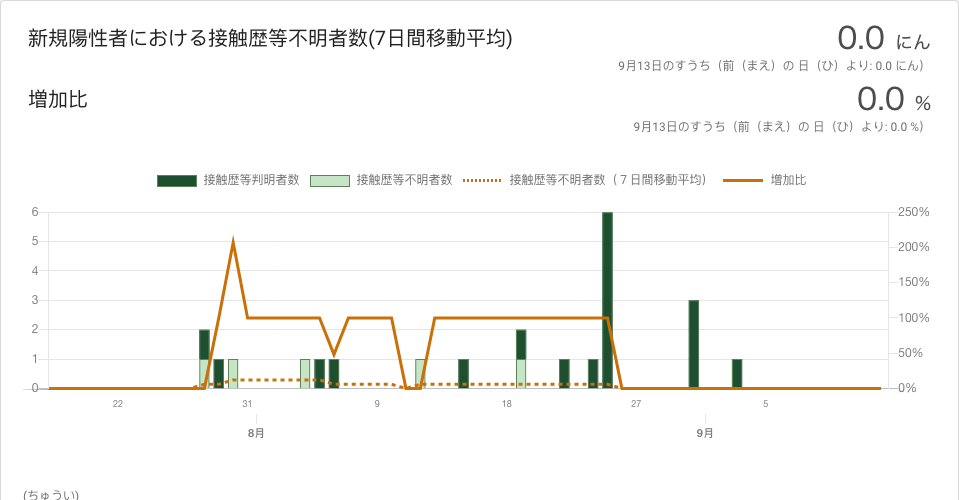 新規陽性者における接触歴等不明者数(7日間移動平均)
0.0 にん
9月13日のすうち（前（まえ）の 日（ひ）より: 0.0 にん）
増加比
0.0 %
9月13日のすうち（前（まえ）の 日（ひ）より: 0.0 %）
接触歴等判明者数 接触歴等不明者数 接触歴等不明者数（７日間移動平均） 増加比
6 250%
5 200%
4 150%
3 100%
2 50%
1 0%
0
22 31 9 18 27 5
8月 9月
(ちゅうい)